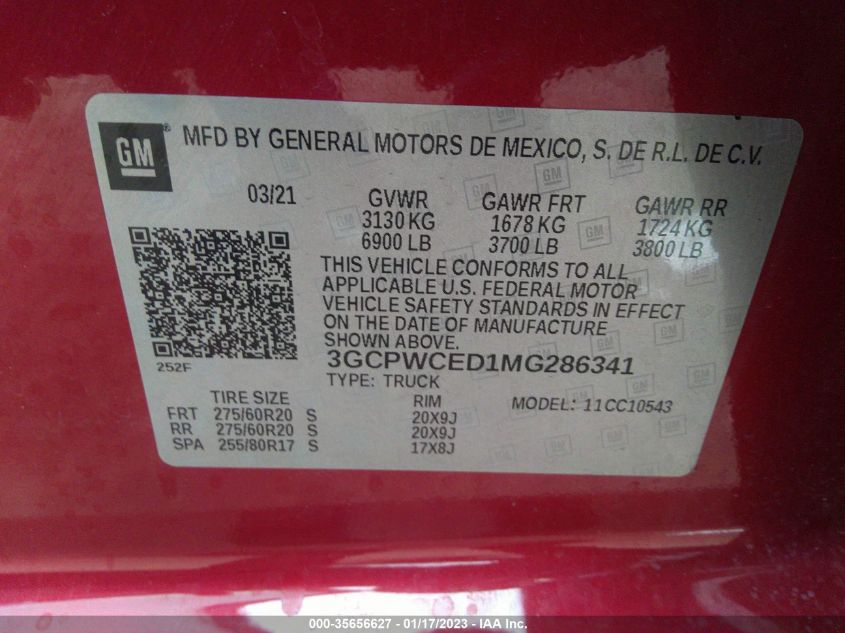 GM® MFD BY GENERAL MOTORS DE MEXICO, S. DE R.L. DE C.V.
03/21 GVWR GAWR FRT GAWR RR
3130 KG 1678 KG 1724 KG
6900 LB 3700 LB 3800 LB
THIS VEHICLE CONFORMS TO ALL
APPLICABLE U.S. FEDERAL MOTOR
VEHICLE SAFETY STANDARDS IN EFFECT
ON THE DATE OF MANUFACTURE
SHOWN ABOVE.
252F 3GCPWCED1MG286341
TYPE: TRUCK
TIRE SIZE RIM MODEL: 11CC10543
FRT 275/60R20 S 20X9J
RR 275/60R20 S 20X9J
SPA 255/80R17 S 17X8J
000-35656627 - 01/17/2023 - IAA Inc.